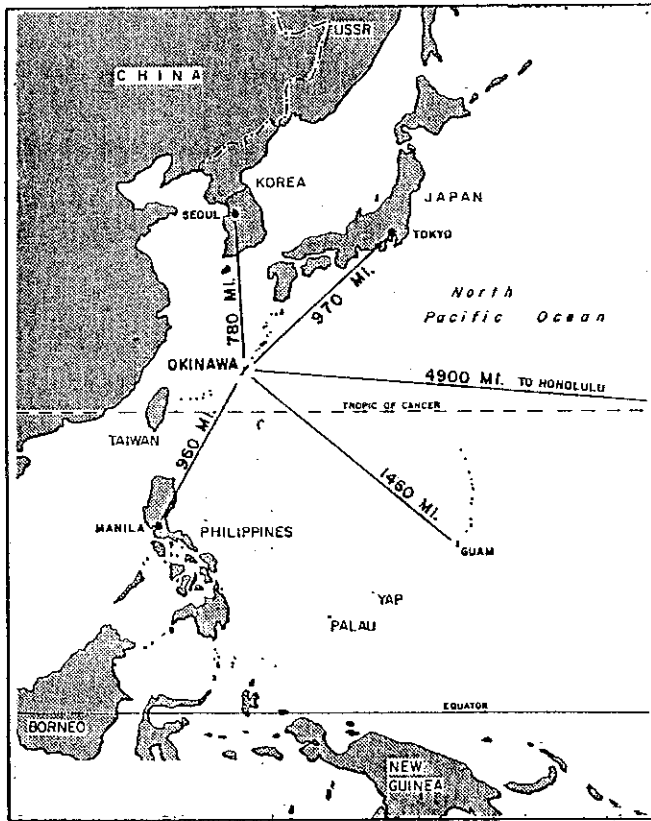 USSR
CHINA
KOREA
SEOUL
JAPAN
TOKYO
780 MI.
970 MI.
North
Pacific Ocean
OKINAWA
4900 MI. TO HONOLULU
TROPIC OF CANCER
TAIWAN
960 MI.
1460 MI.
MANILA
PHILIPPINES
GUAM
YAP
PALAU
EQUATOR
BORNEO
NEW
GUINEA